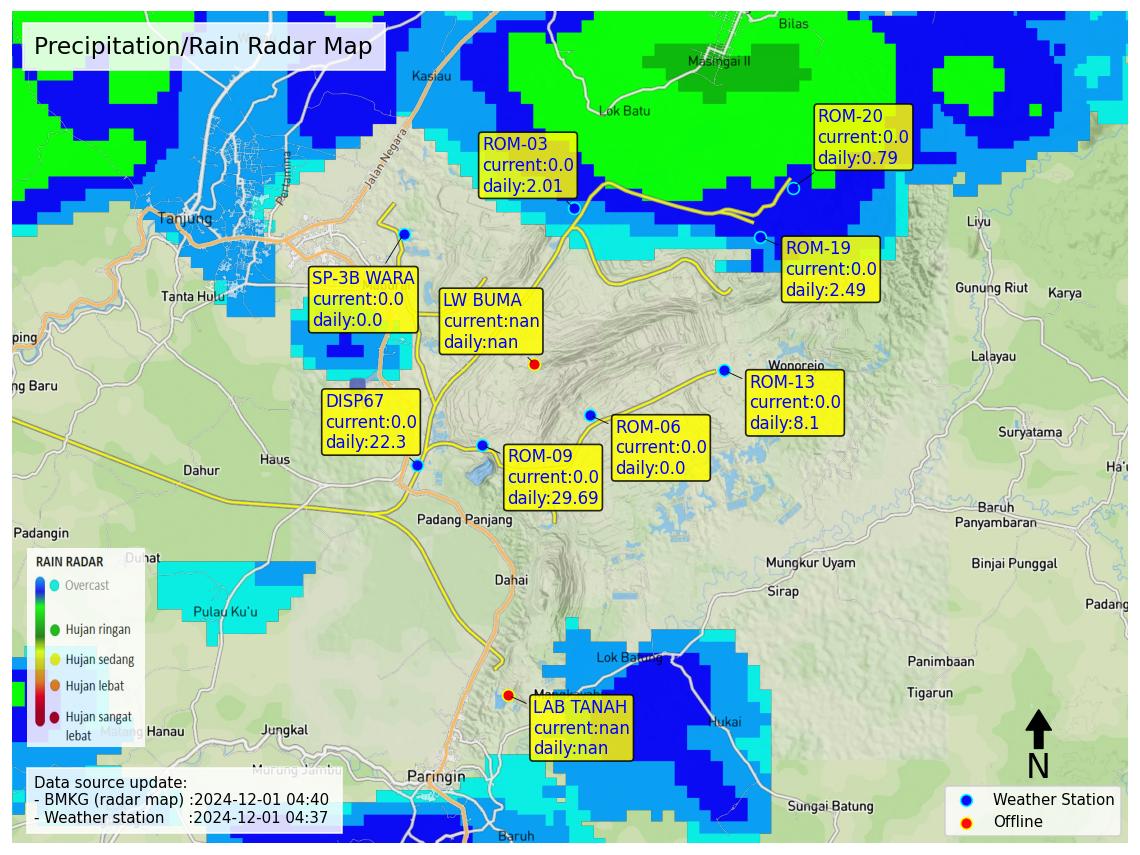 Precipitation/Rain Radar Map
Bilas
Masingai II
Kasiau
Lok Batu
Jalan Negara
Pertamina
Tanjung
Tanta Hulu
ROM-03
current:0.0
daily:2.01
ROM-20
current:0.0
daily:0.79
ROM-19
current:0.0
daily:2.49
SP-3B WARA
current:0.0
daily:0.0
LW BUMA
current:nan
daily:nan
Liyu
Gunung Riut
Karya
Lalayau
Wonorejo
ping
ng Baru
ROM-13
current:0.0
daily:8.1
DISP67
current:0.0
daily:22.3
ROM-06
current:0.0
daily:0.0
ROM-09
current:0.0
daily:29.69
Suryatama
Haus
Dahur
Ha'u
Padang Panjang
Baruh
Panyambaran
Padangin
Duhat
Dahai
Mungkur Uyam
Binjai Punggal
Sirap
Padang
Pulau Ku'u
RAIN RADAR
Overcast
Hujan ringan
Hujan sedang
Hujan lebat
Hujan sangat
lebat
Lok Batung
Panimbaan
Tigarun
LAB TANAH
current:nan
daily:nan
Hukai
Manau
Jungkal
Murung Jambu
Paringin
Sungai Batung
Baruh
Data source update:
- BMKG (radar map) :2024-12-01 04:40
- Weather station :2024-12-01 04:37
N
Weather Station
Offline